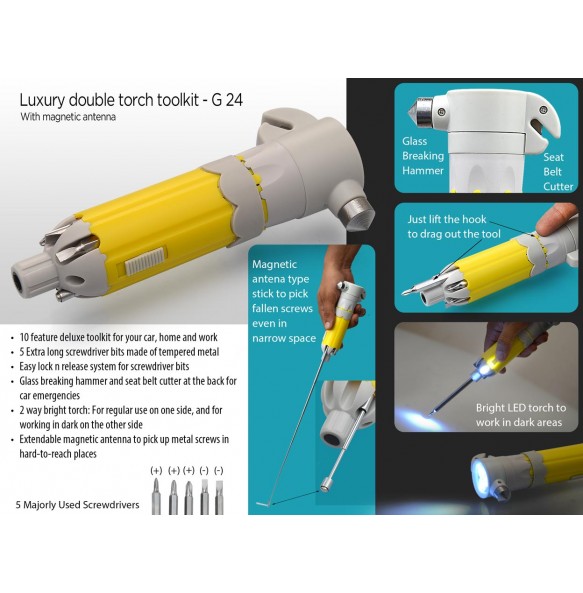 Luxury double torch toolkit - G 24
With magnetic antenna
• 10 feature deluxe toolkit for your car, home and work
• 5 Extra long screwdriver bits made of tempered metal
• Easy lock n release system for screwdriver bits
• Glass breaking hammer and seat belt cutter at the back for
car emergencies
• 2 way bright torch: For regular use on one side, and for
working in dark on the other side
• Extendable magnetic antenna to pick up metal screws in
hard-to-reach places
(+) (+) (+) (-) (-)
5 Majorly Used Screwdrivers
Magnetic
antena type
stick to pick
fallen screws
even in
narrow space
Glass
Breaking
Hammer
Seat
Belt
Cutter
Just lift the hook
to drag out the tool
Bright LED torch to
work in dark areas